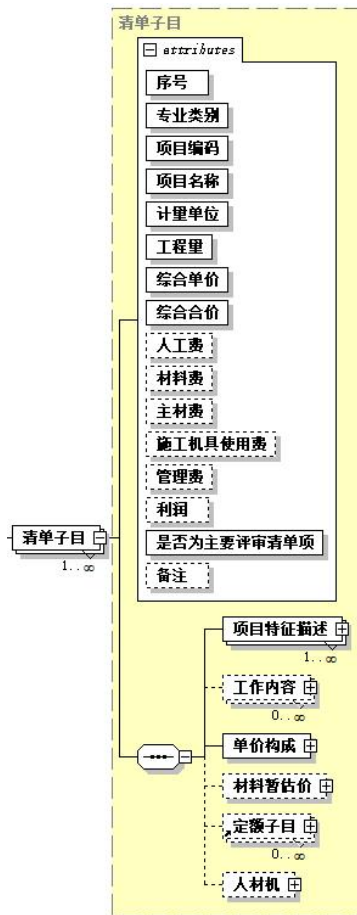 清单子目
attributes
序号
专业类别
项目编码
项目名称
计量单位
工程量
综合单价
综合合价
人工费
材料费
主材费
施工机具使用费
管理费
利润
是否为主要评审清单项
备注
清单子目
1..∞
项目特征描述
1..∞
工作内容
0..∞
单价构成
材料暂估价
定额子目
0..∞
人材机